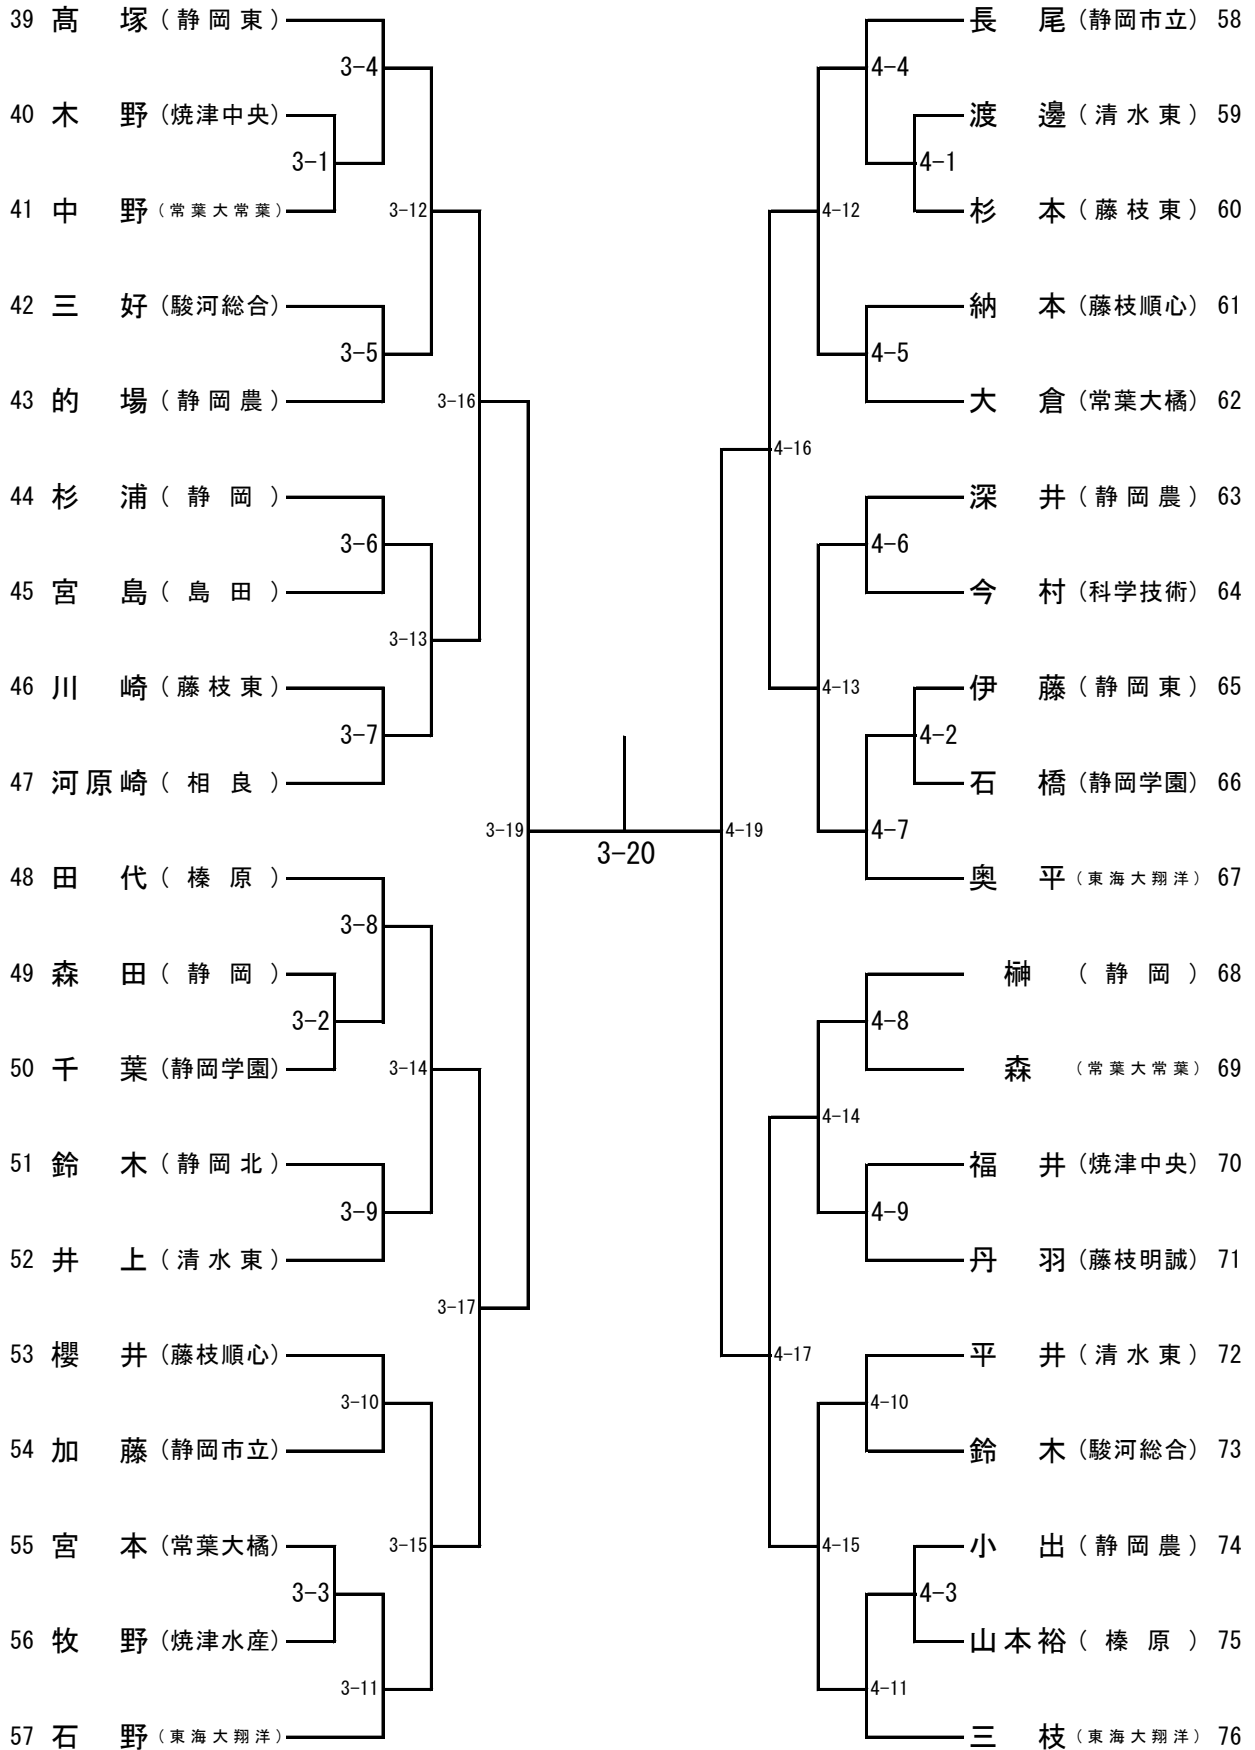 39 髙塚 (静岡東)
3-4
40 木野 (焼津中央)
3-1
41 中野 (常葉大常葉)
3-12
42 三好 (駿河総合)
3-5
43 的場 (静岡農)
3-16
44 杉浦 (静岡)
3-6
45 宮島 (島田)
3-13
46 川崎 (藤枝東)
3-7
47 河原崎 (相良)
3-19
48 田代 (榛原)
3-8
49 森田 (静岡)
3-2
50 千葉 (静岡学園)
3-14
51 鈴木 (静岡北)
3-9
52 井上 (清水東)
3-17
53 櫻井 (藤枝順心)
3-10
54 加藤 (静岡市立)
55 宮本 (常葉大橘)
3-15
3-3
56 牧野 (焼津水産)
3-11
57 石野 (東海大翔洋)
3-20
長尾 (静岡市立) 58
4-4
渡邊 (清水東) 59
4-1
杉本 (藤枝東) 60
4-12
納本 (藤枝順心) 61
4-5
大倉 (常葉大橘) 62
4-16
深井 (静岡農) 63
4-6
今村 (科学技術) 64
伊藤 (静岡東) 65
4-13
4-2
石橋 (静岡学園) 66
4-7
4-19
奥平 (東海大翔洋) 67
榊 (静岡) 68
4-8
森 (常葉大常葉) 69
4-14
福井 (焼津中央) 70
4-9
丹羽 (藤枝明誠) 71
平井 (清水東) 72
4-17
4-10
鈴木 (駿河総合) 73
小出 (静岡農) 74
4-15
4-3
山本裕 (榛原) 75
4-11
三枝 (東海大翔洋) 76